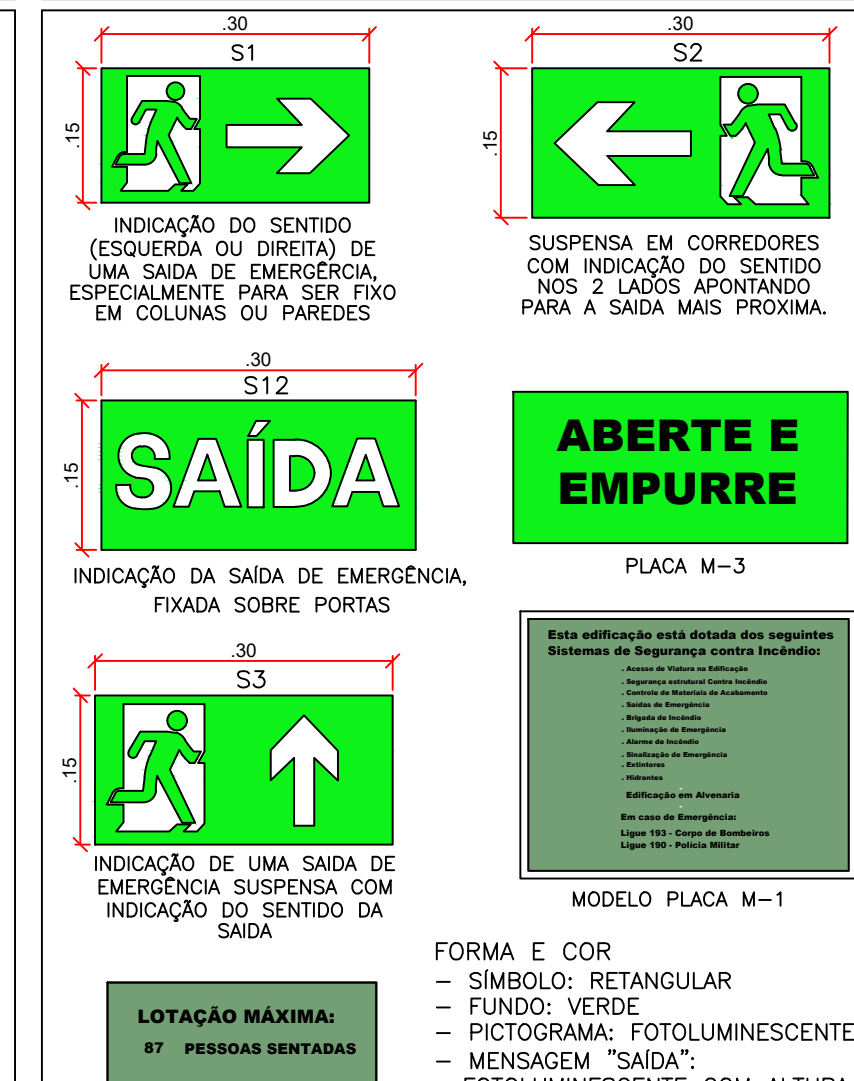 .30
S1
.15
INDICAÇÃO DO SENTIDO
(ESQUERDA OU DIREITA) DE
UMA SAIDA DE EMERGÊRCIA,
ESPECIALMENTE PARA SER FIXO
EM COLUNAS OU PAREDES
.30
S2
.15
SUSPENSA EM CORREDORES
COM INDICAÇÃO DO SENTIDO
NOS 2 LADOS APONTANDO
PARA A SAIDA MAIS PROXIMA.
.30
S12
.15
SAÍDA
INDICAÇÃO DA SAÍDA DE EMERGÊNCIA,
FIXADA SOBRE PORTAS
ABERTE E
EMPURRE
PLACA M-3
.30
S3
.15
INDICAÇÃO DE UMA SAIDA DE
EMERGÊNCIA SUSPENSA COM
INDICAÇÃO DO SENTIDO DA
SAIDA
Esta edificação está dotada dos seguintes
Sistemas de Segurança contra Incêndio:
. Acesso de Viatura na Edificação
. Segurança estrutural Contra Incêndio
. Controle de Materiais de Acabamento
. Saídas de Emergência
. Brigada de Incêndio
. Iluminação de Emergência
. Alarme de Incêndio
. Sinalização de Emergência
. Extintores
. Hidrantes
Edificação em Alvenaria
Em caso de Emergência:
Ligue 193 - Corpo de Bombeiros
Ligue 190 - Polícia Militar
MODELO PLACA M-1
LOTAÇÃO MÁXIMA:
87 PESSOAS SENTADAS
FORMA E COR
- SÍMBOLO: RETANGULAR
- FUNDO: VERDE
- PICTOGRAMA: FOTOLUMINESCENTE
- MENSAGEM "SAÍDA":
FOTOLUMINESCENTE COM ALTURA